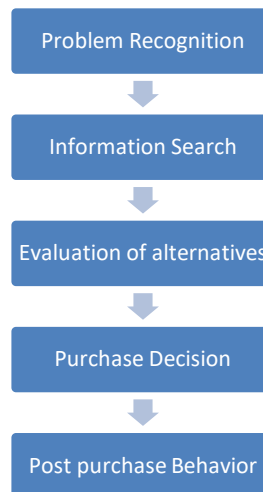 Problem Recognition
Information Search
Evaluation of alternatives
Purchase Decision
Post purchase Behavior